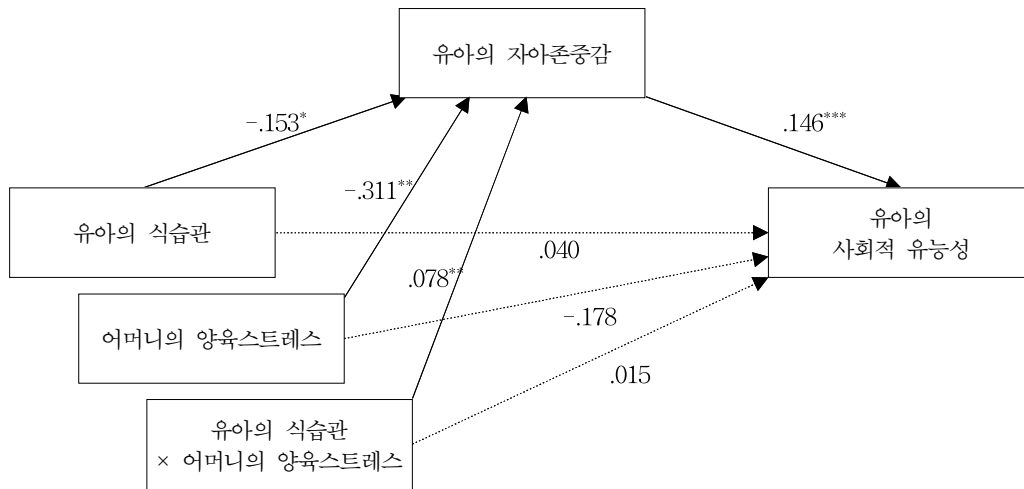 유아의 자아존중감
-.153*
.146***
-.311**
유아의 식습관
유아의
사회적 유능성
.040
.078**
어머니의 양육스트레스
-.178
.015
유아의 식습관
× 어머니의 양육스트레스